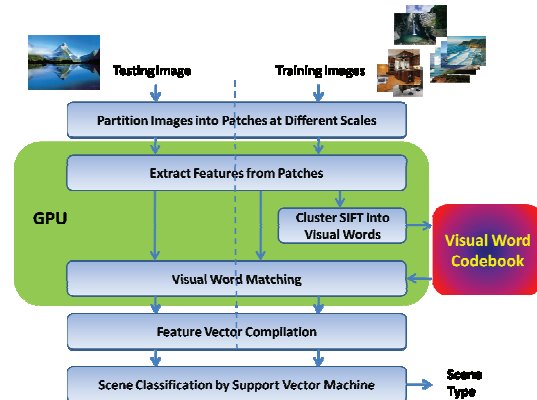 Testing Image
Training Images
Partition Images into Patches at Different Scales
Extract Features from Patches
GPU
Cluster SIFT into
Visual Words
Visual Word
Codebook
Visual Word Matching
Feature Vector Compilation
Scene Classification by Support Vector Machine
Scene
Type